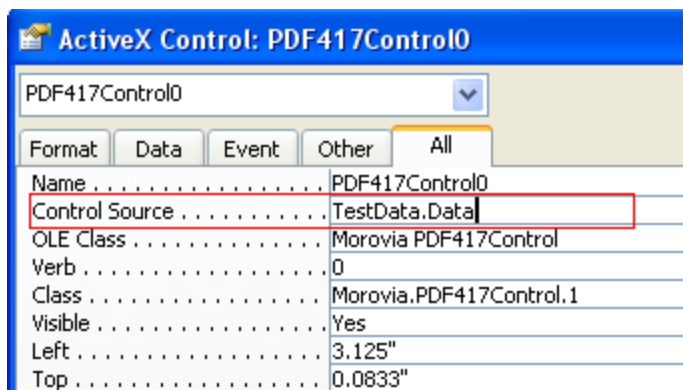 ActiveX Control: PDF417Control0
PDF417Control0
Format Data Event Other All
Name . . . . . . . . . . . . . . . . . . PDF417Control0
Control Source . . . . . . . . . . . TestData.Data
OLE Class . . . . . . . . . . . . . . . Morovia PDF417Control
Verb . . . . . . . . . . . . . . . . . . . 0
Class . . . . . . . . . . . . . . . . . . Morovia.PDF417Control.1
Visible . . . . . . . . . . . . . . . . . . Yes
Left . . . . . . . . . . . . . . . . . . . 3.125"
Top . . . . . . . . . . . . . . . . . . . 0.0833"